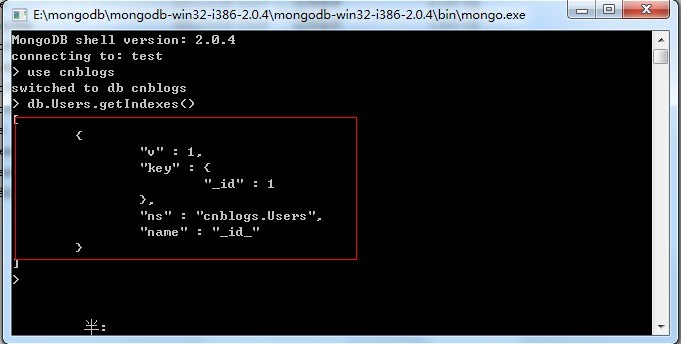 E:\mongodb\mongodb-win32-i386-2.0.4\mongodb-win32-i386-2.0.4\bin\mongo.exe
MongoDB shell version: 2.0.4
connecting to: test
> use cnblogs
switched to db cnblogs
> db.Users.getIndexes()
[
{
"v" : 1,
"key" : {
"_id" : 1
},
"ns" : "cnblogs.Users",
"name" : "_id_"
}
]
>
半: